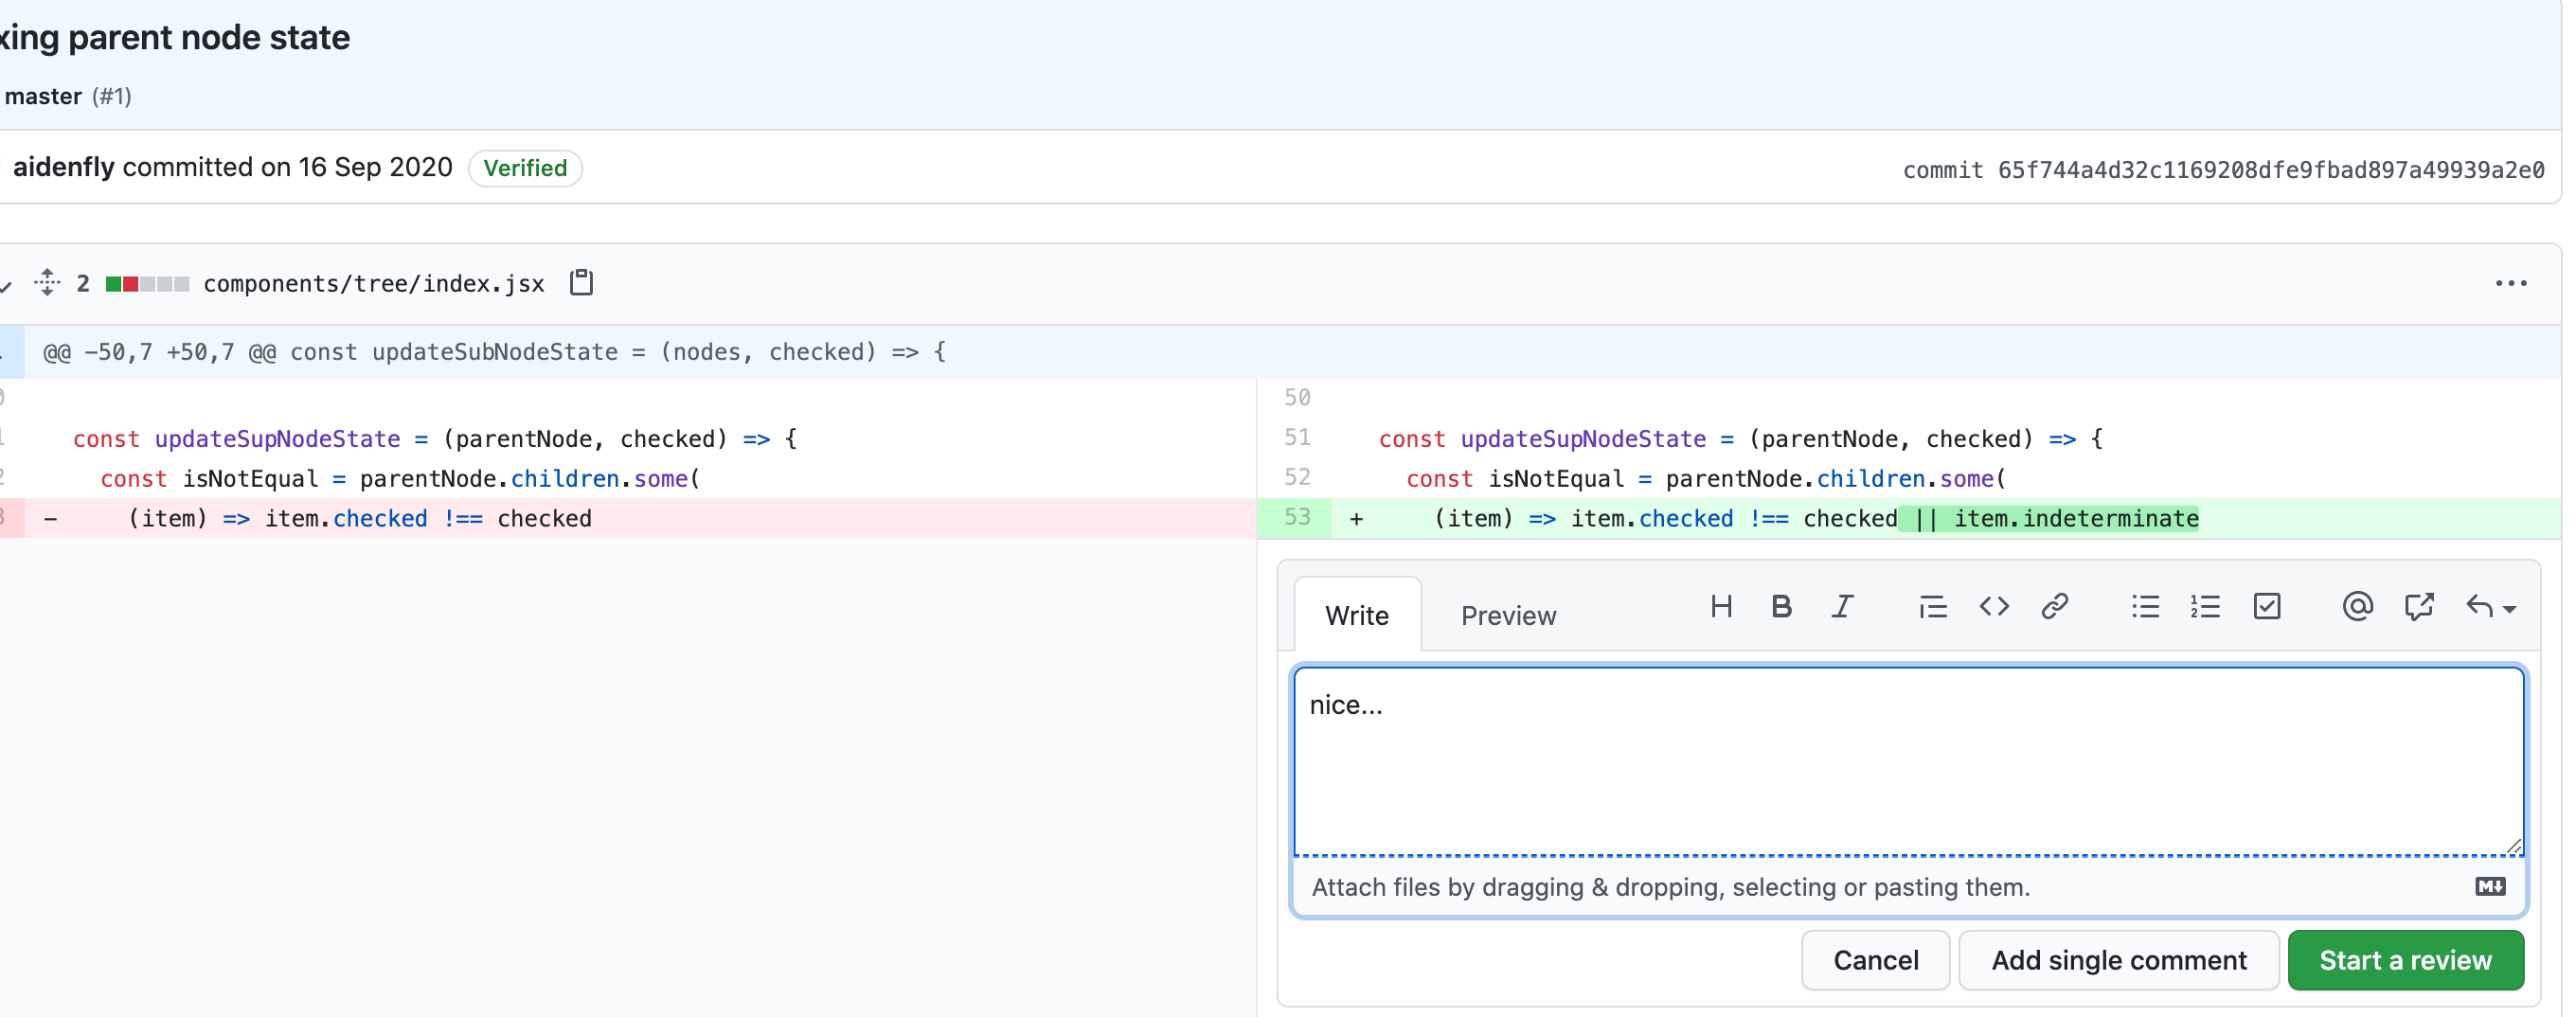 xing parent node state
master (#1)
aidenfly committed on 16 Sep 2020 Verified
commit 65f744a4d32c1169208dfe9fbad897a49939a2e0
2 components/tree/index.jsx
@@ -50,7 +50,7 @@ const updateSubNodeState = (nodes, checked) => {
const updateSupNodeState = (parentNode, checked) => {
const isNotEqual = parentNode.children.some(
- (item) => item.checked !== checked
50
51 const updateSupNodeState = (parentNode, checked) => {
52 const isNotEqual = parentNode.children.some(
53 + (item) => item.checked !== checked || item.indeterminate
Write Preview
nice...
Attach files by dragging & dropping, selecting or pasting them.
Cancel Add single comment Start a review